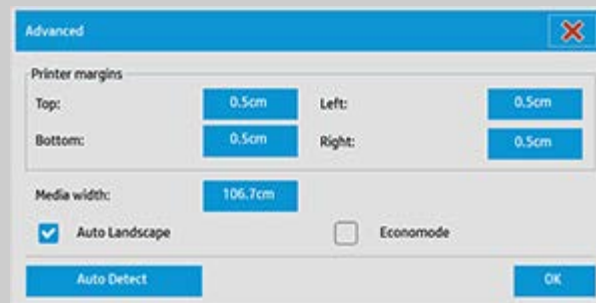 Advanced
Printer margins
Top: 0.5cm Left: 0.5cm
Bottom: 0.5cm Right: 0.5cm
Media width: 106.7cm
Auto Landscape Economode
Auto Detect OK